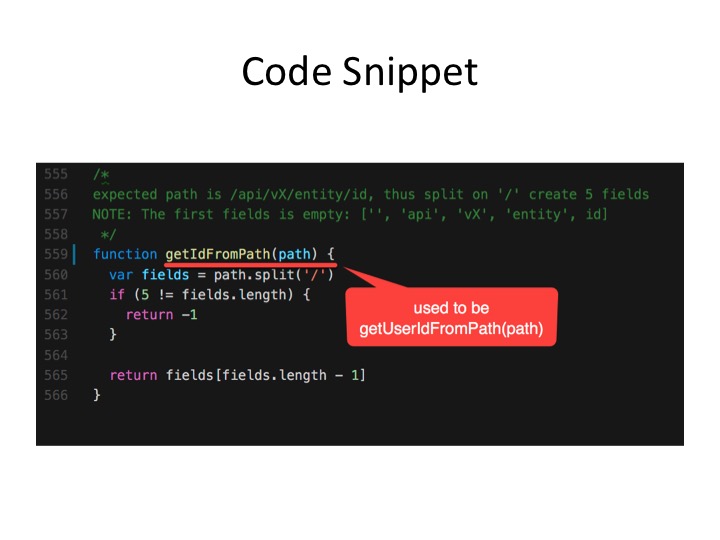 Code Snippet
555 /*
556 expected path is /api/vX/entity/id, thus split on '/' create 5 fields
557 NOTE: The first fields is empty: ['', 'api', 'vX', 'entity', id]
558 */
559 function getIdFromPath(path) {
560 var fields = path.split('/')
561 if (5 != fields.length) {
562 return -1
563 }
564
565 return fields[fields.length - 1]
566 }
used to be
getUserIdFromPath(path)